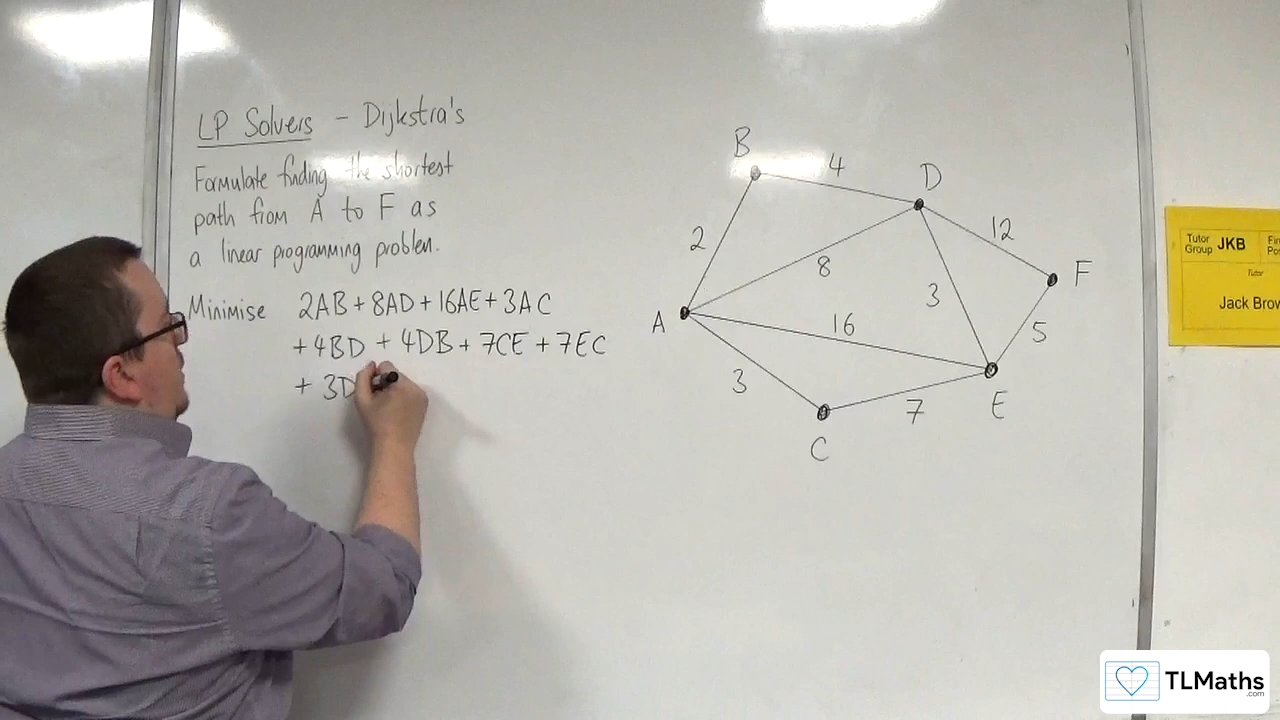 LP Solvers - Dijkstra's
Formulate finding the shortest
path from A to F as
a linear programming problem.
Minimise 2AB + 8AD + 16AE + 3AC
+ 4BD + 4DB + 7CE + 7EC
+ 3D
B
4
D
12
F
2
8
3
A
16
5
3
7
E
C
Tutor
Group JKB
Tutor
Jack Brow
TLMaths
.com